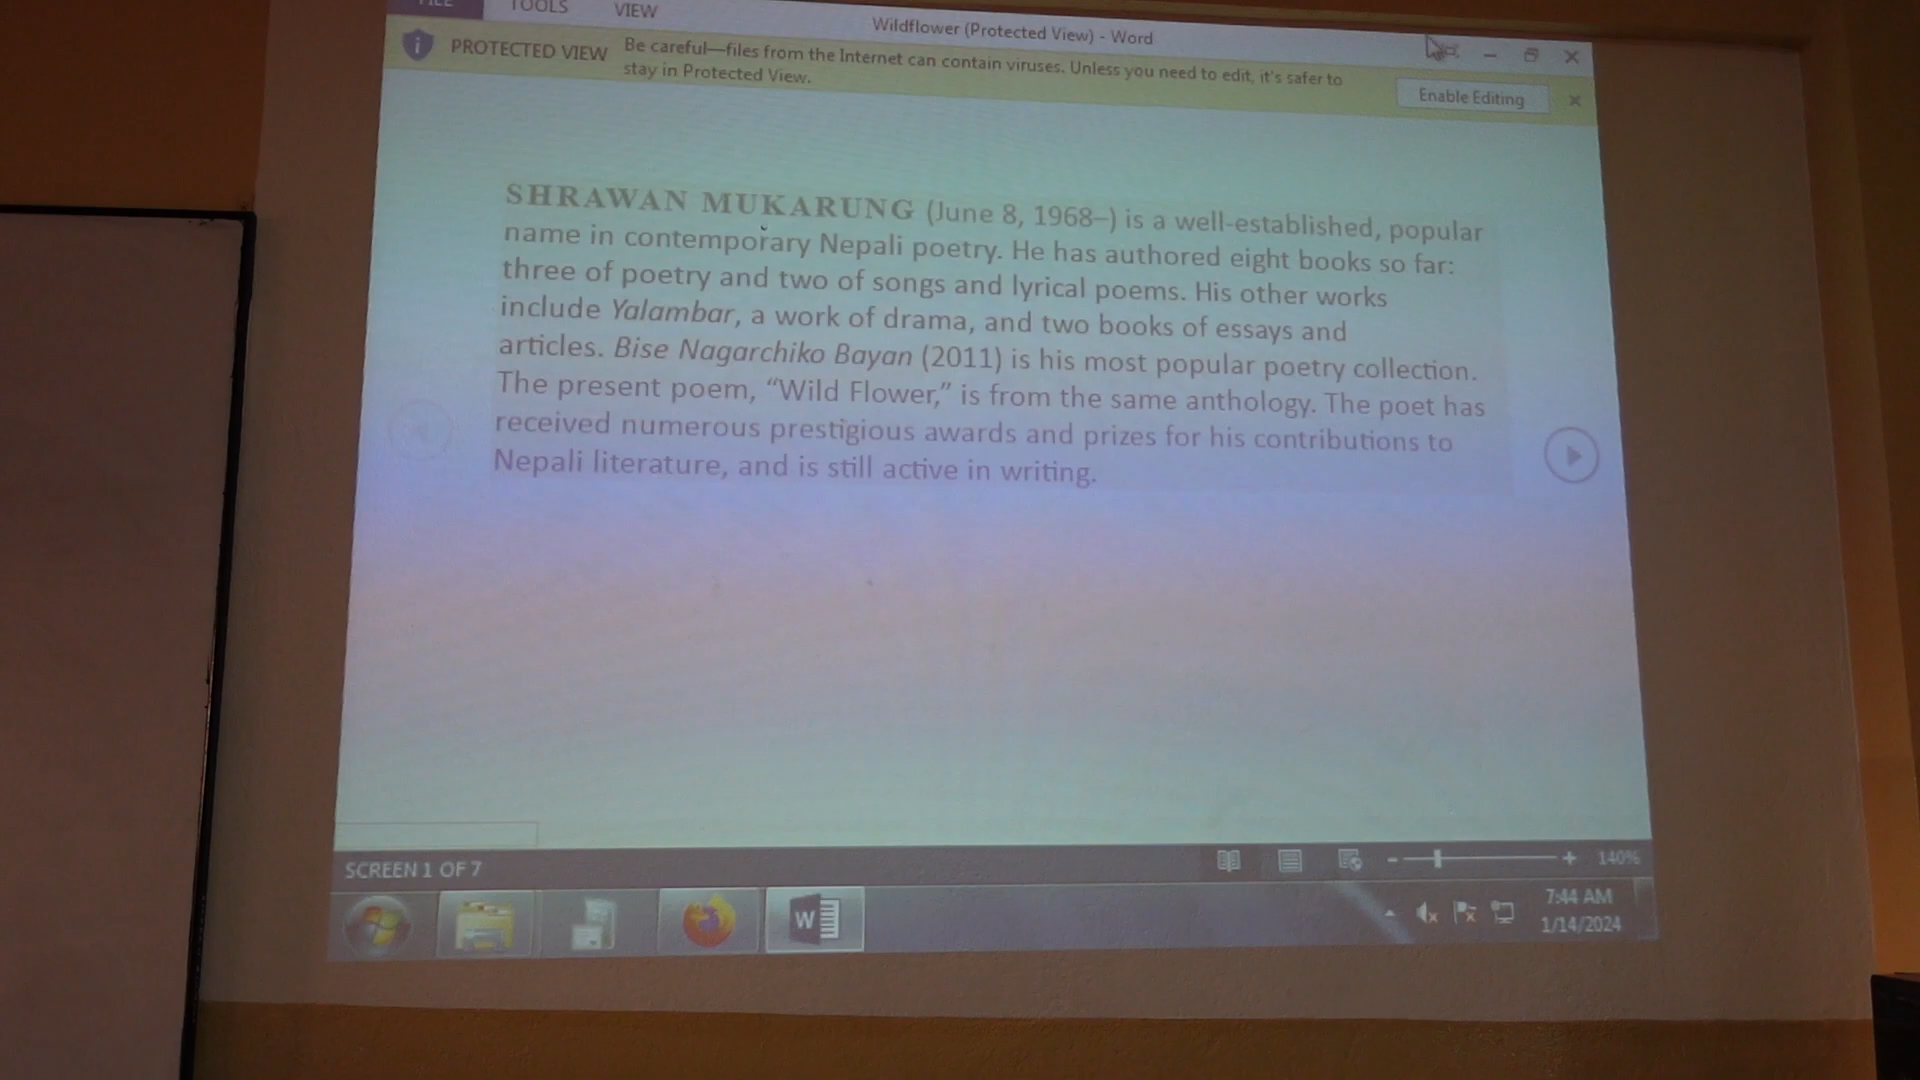 FILE
TOOLS
VIEW
Wildflower (Protected View) - Word
PROTECTED VIEW
Be careful—files from the Internet can contain viruses. Unless you need to edit, it's safer to
stay in Protected View.
Enable Editing
SHRAWAN MUKARUNG (June 8, 1968–) is a well-established, popular
name in contemporary Nepali poetry. He has authored eight books so far:
three of poetry and two of songs and lyrical poems. His other works
include Yalambar, a work of drama, and two books of essays and
articles. Bise Nagarchiko Bayan (2011) is his most popular poetry collection.
The present poem, “Wild Flower,” is from the same anthology. The poet has
received numerous prestigious awards and prizes for his contributions to
Nepali literature, and is still active in writing.
SCREEN 1 OF 7
140%
W
7:44 AM
1/14/2024